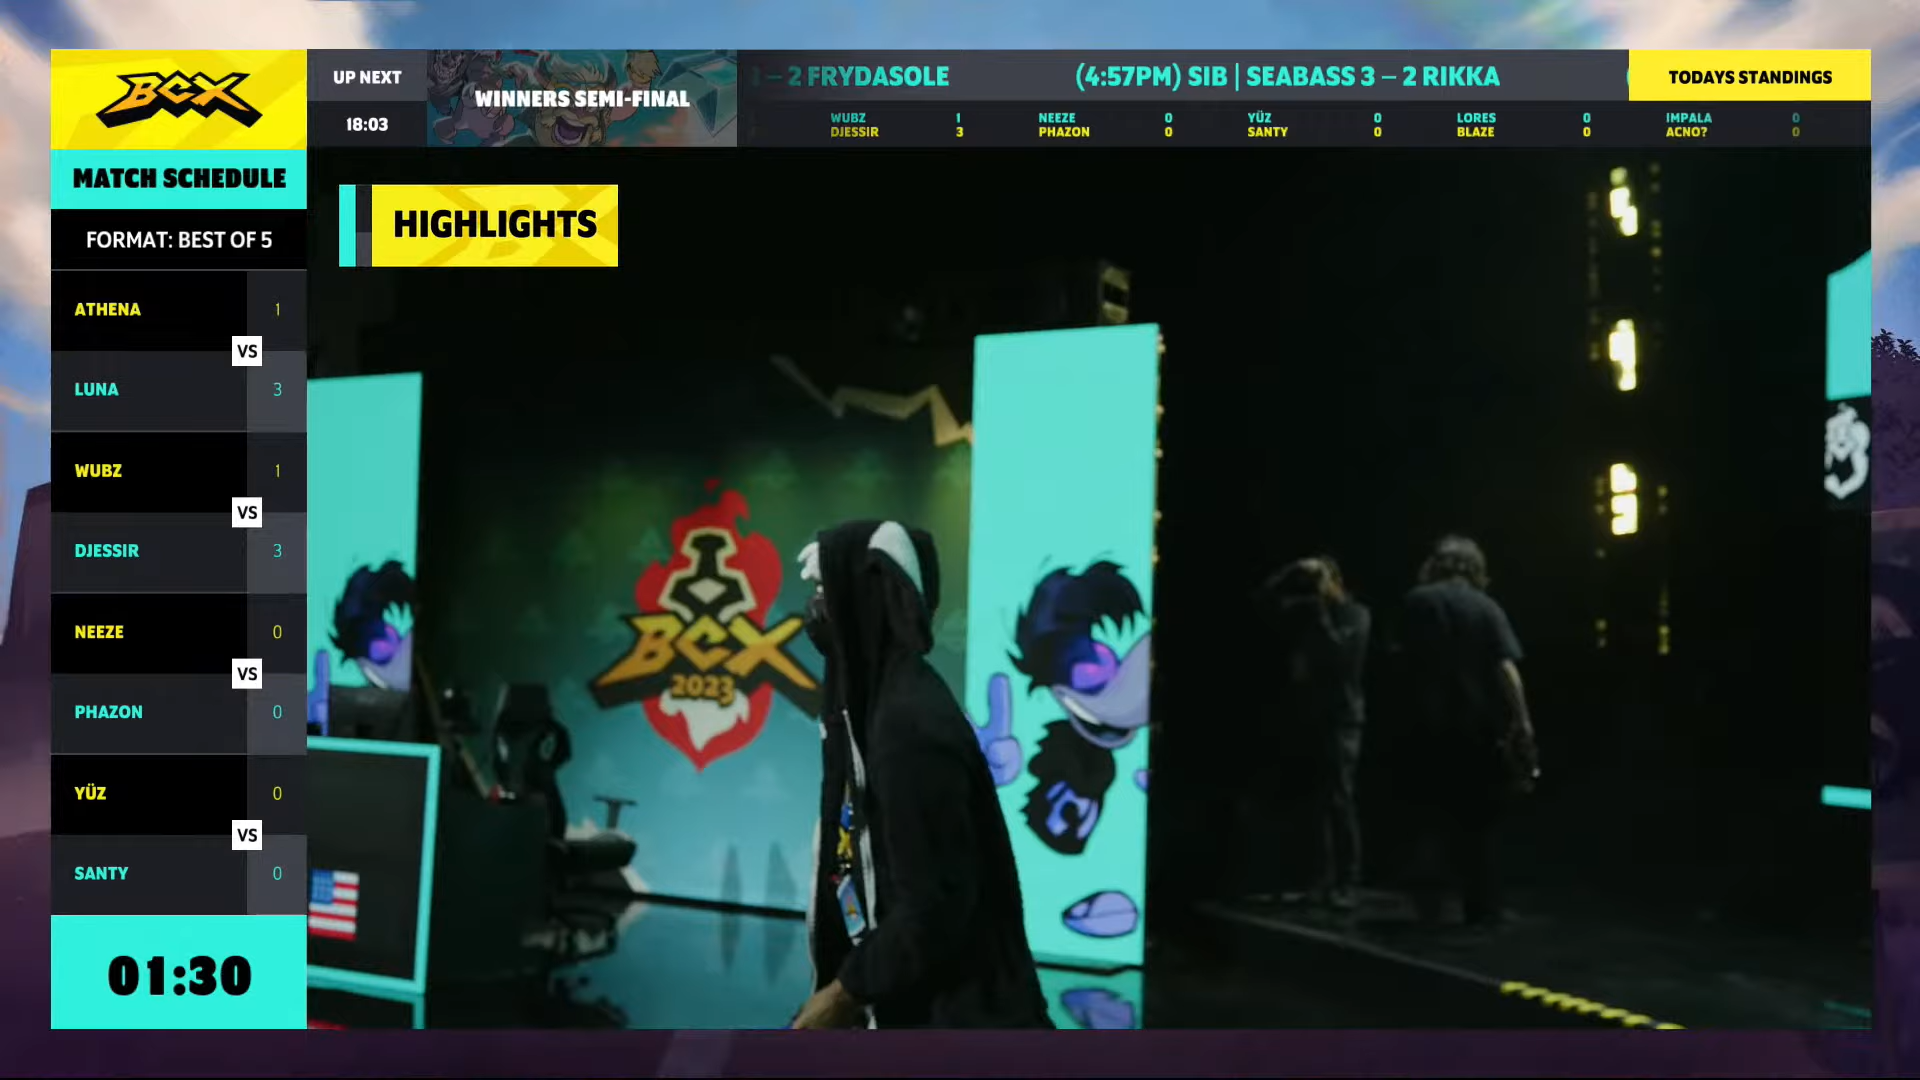 BCX
UP NEXT
18:03
WINNERS SEMI-FINAL
– 2 FRYDASOLE
(4:57PM) SIB | SEABASS 3 – 2 RIKKA
TODAYS STANDINGS
WUBZ 1
DJESSIR 3
NEEZE 0
PHAZON 0
YÜZ 0
SANTY 0
LORES 0
BLAZE 0
IMPALA 0
ACNO? 0
MATCH SCHEDULE
FORMAT: BEST OF 5
ATHENA 1
VS
LUNA 3
WUBZ 1
VS
DJESSIR 3
NEEZE 0
VS
PHAZON 0
YÜZ 0
VS
SANTY 0
01:30
HIGHLIGHTS
BCX
2023